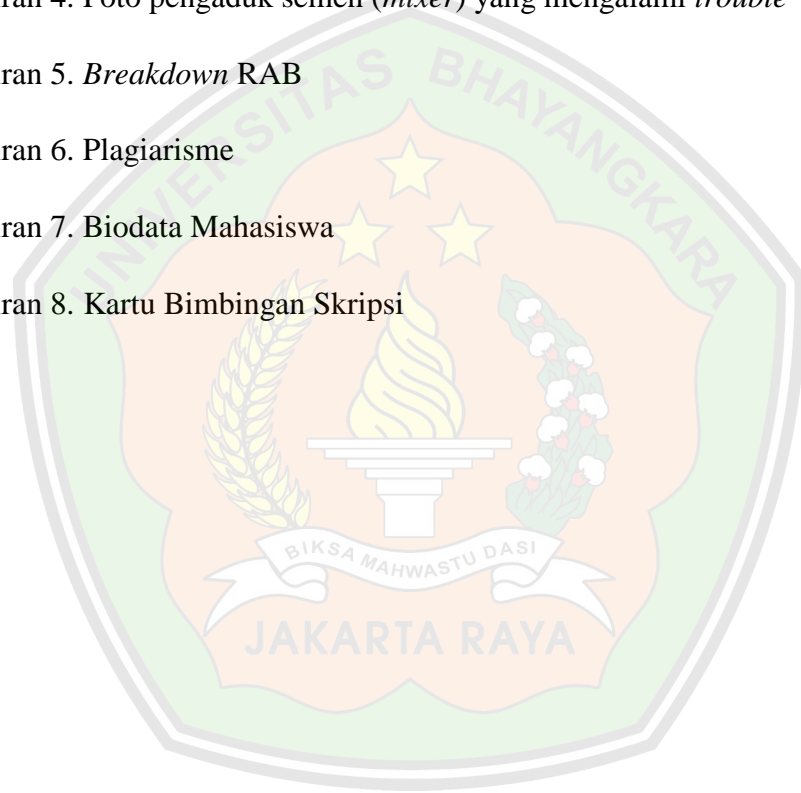 ran 4. Foto pengaduk semen (mixer) yang mengalami trouble
ran 5. Breakdown RAB
ran 6. Plagiarisme
ran 7. Biodata Mahasiswa
ran 8. Kartu Bimbingan Skripsi
UNIVERSITAS BHAYANGKARA
BIKSA MAHWASTU DASI
JAKARTA RAYA